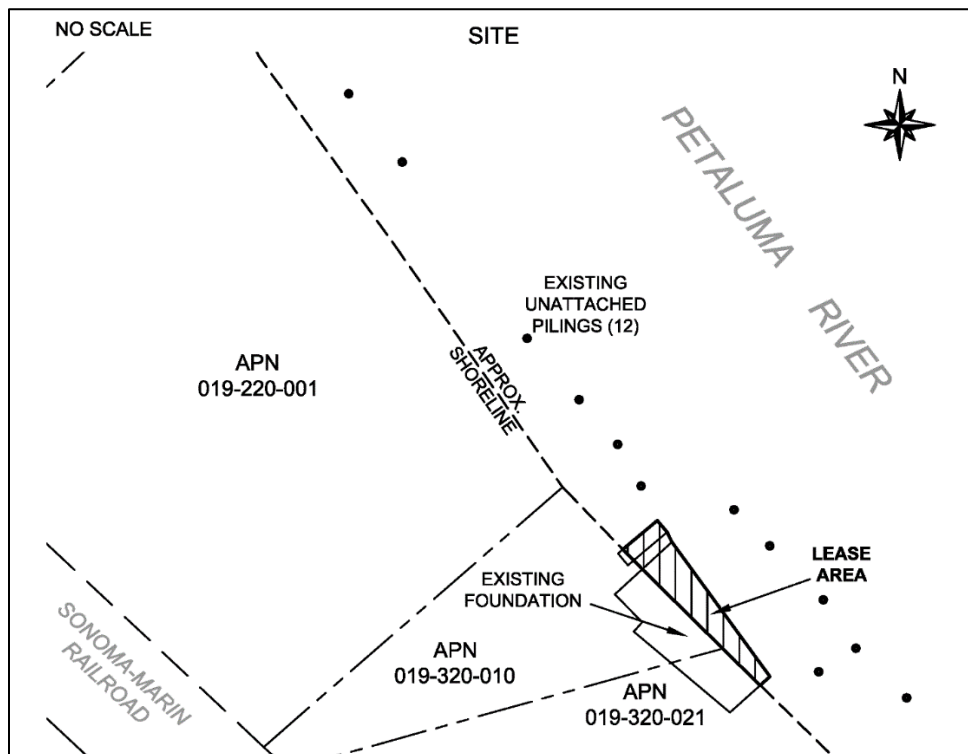 NO SCALE
SITE
N
PETALUMA
RIVER
EXISTING
UNATTACHED
PILINGS (12)
APN
019-220-001
APPROX.
SHORELINE
LEASE
AREA
EXISTING
FOUNDATION
SONOMA-MARIN
RAILROAD
APN
019-320-010
APN
019-320-021